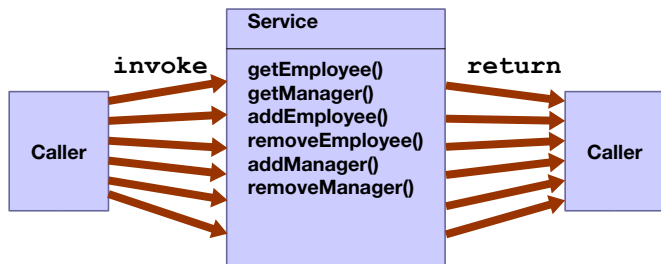 Service
invoke
return
getEmployee()
getManager()
addEmployee()
removeEmployee()
addManager()
removeManager()
Caller
Caller